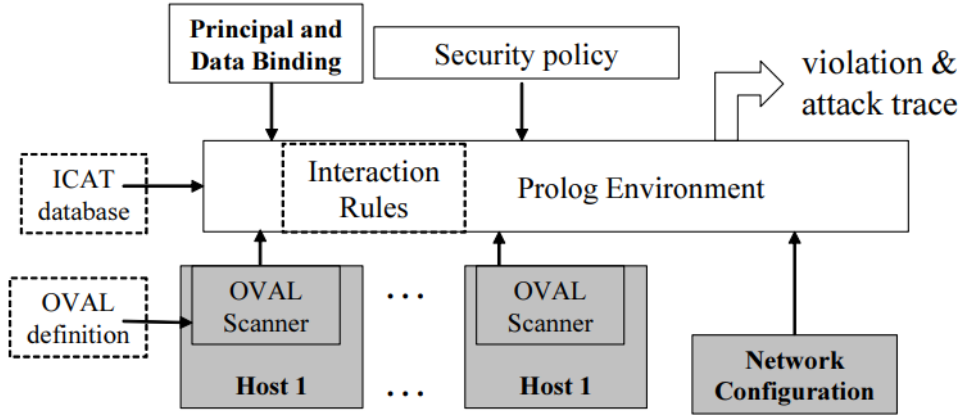 Principal and
Data Binding
Security policy
violation &
attack trace
ICAT
database
Interaction
Rules
Prolog Environment
OVAL
definition
OVAL
Scanner
Host 1
. . .
. . .
OVAL
Scanner
Host 1
Network
Configuration